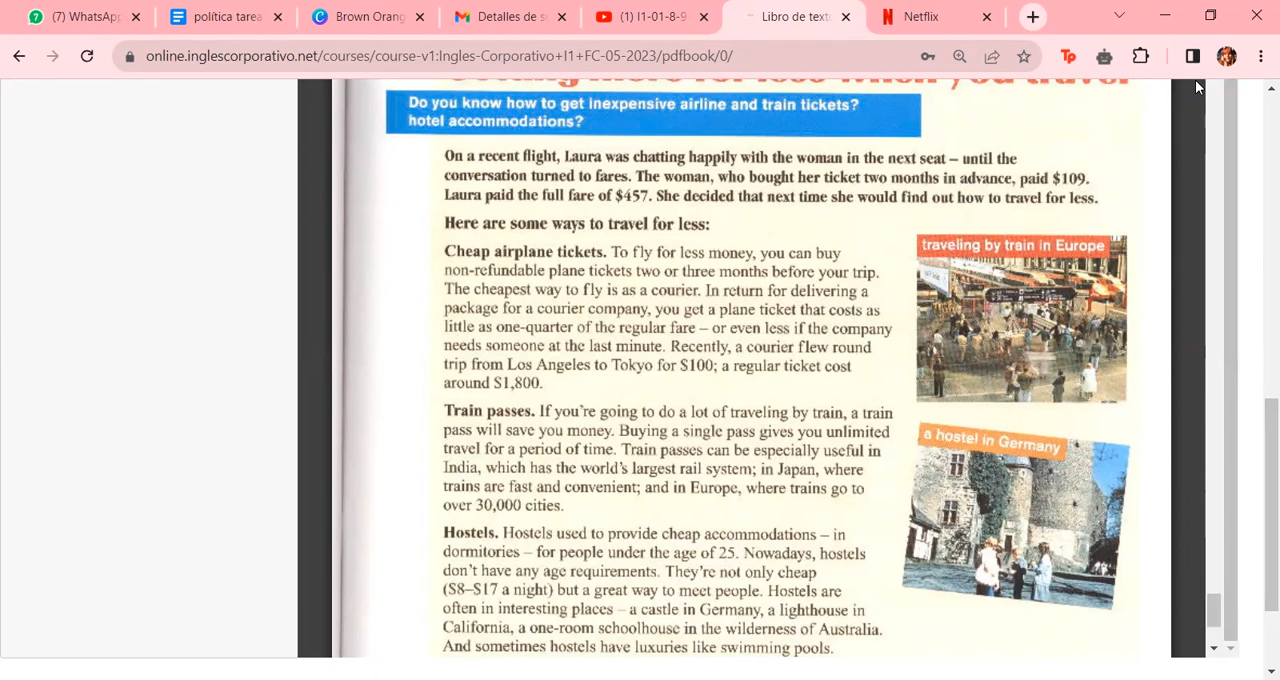 (7) WhatsApp
política tarea
Brown Orang
Detalles de s
(1) I1-01-8-9
Libro de texto
Netflix
online.inglescorporativo.net/courses/course-v1:Ingles-Corporativo+I1+FC-05-2023/pdfbook/0/
Getting more for less when you travel
Do you know how to get inexpensive airline and train tickets?
hotel accommodations?
On a recent flight, Laura was chatting happily with the woman in the next seat – until the
conversation turned to fares. The woman, who bought her ticket two months in advance, paid $109.
Laura paid the full fare of $457. She decided that next time she would find out how to travel for less.
Here are some ways to travel for less:
Cheap airplane tickets. To fly for less money, you can buy
non-refundable plane tickets two or three months before your trip.
The cheapest way to fly is as a courier. In return for delivering a
package for a courier company, you get a plane ticket that costs as
little as one-quarter of the regular fare – or even less if the company
needs someone at the last minute. Recently, a courier flew round
trip from Los Angeles to Tokyo for $100; a regular ticket cost
around $1,800.
traveling by train in Europe
Train passes. If you're going to do a lot of traveling by train, a train
pass will save you money. Buying a single pass gives you unlimited
travel for a period of time. Train passes can be especially useful in
India, which has the world's largest rail system; in Japan, where
trains are fast and convenient; and in Europe, where trains go to
over 30,000 cities.
a hostel in Germany
Hostels. Hostels used to provide cheap accommodations – in
dormitories – for people under the age of 25. Nowadays, hostels
don't have any age requirements. They're not only cheap
($8–$17 a night) but a great way to meet people. Hostels are
often in interesting places – a castle in Germany, a lighthouse in
California, a one-room schoolhouse in the wilderness of Australia.
And sometimes hostels have luxuries like swimming pools.